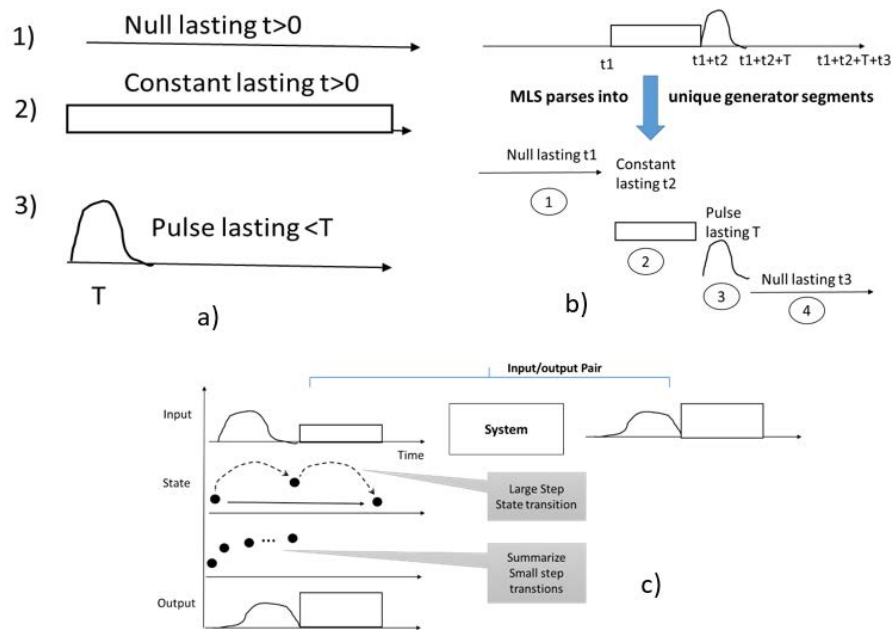 1)
Null lasting t>0
Constant lasting t>0
2)
3)
Pulse lasting <T
T
a)
t1
t1+t2
t1+t2+T
t1+t2+T+t3
MLS parses into
unique generator segments
Null lasting t1
1
Constant
lasting t2
2
Pulse
lasting T
3
Null lasting t3
4
b)
Input/output Pair
Input
Time
System
State
Large Step
State transition
...
Summarize
Small step
transtions
c)
Output